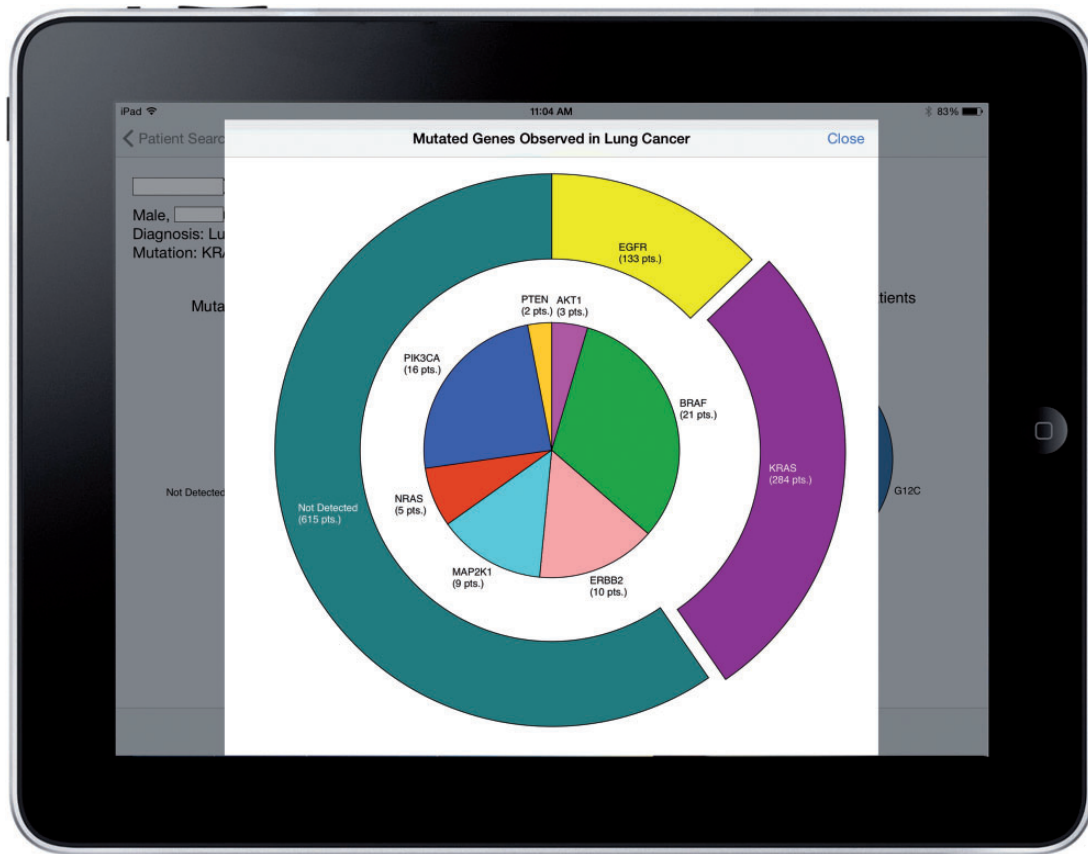 iPad
11:04 AM
83%
Patient Searc
Mutated Genes Observed in Lung Cancer
Close
Male,
Diagnosis: Lu
Mutation: KRA
Muta
tients
EGFR
(133 pts.)
PTEN
(2 pts.)
AKT1
(3 pts.)
PIK3CA
(16 pts.)
BRAF
(21 pts.)
KRAS
(284 pts.)
Not Detected
G12C
Not Detected
(615 pts.)
NRAS
(5 pts.)
MAP2K1
(9 pts.)
ERBB2
(10 pts.)